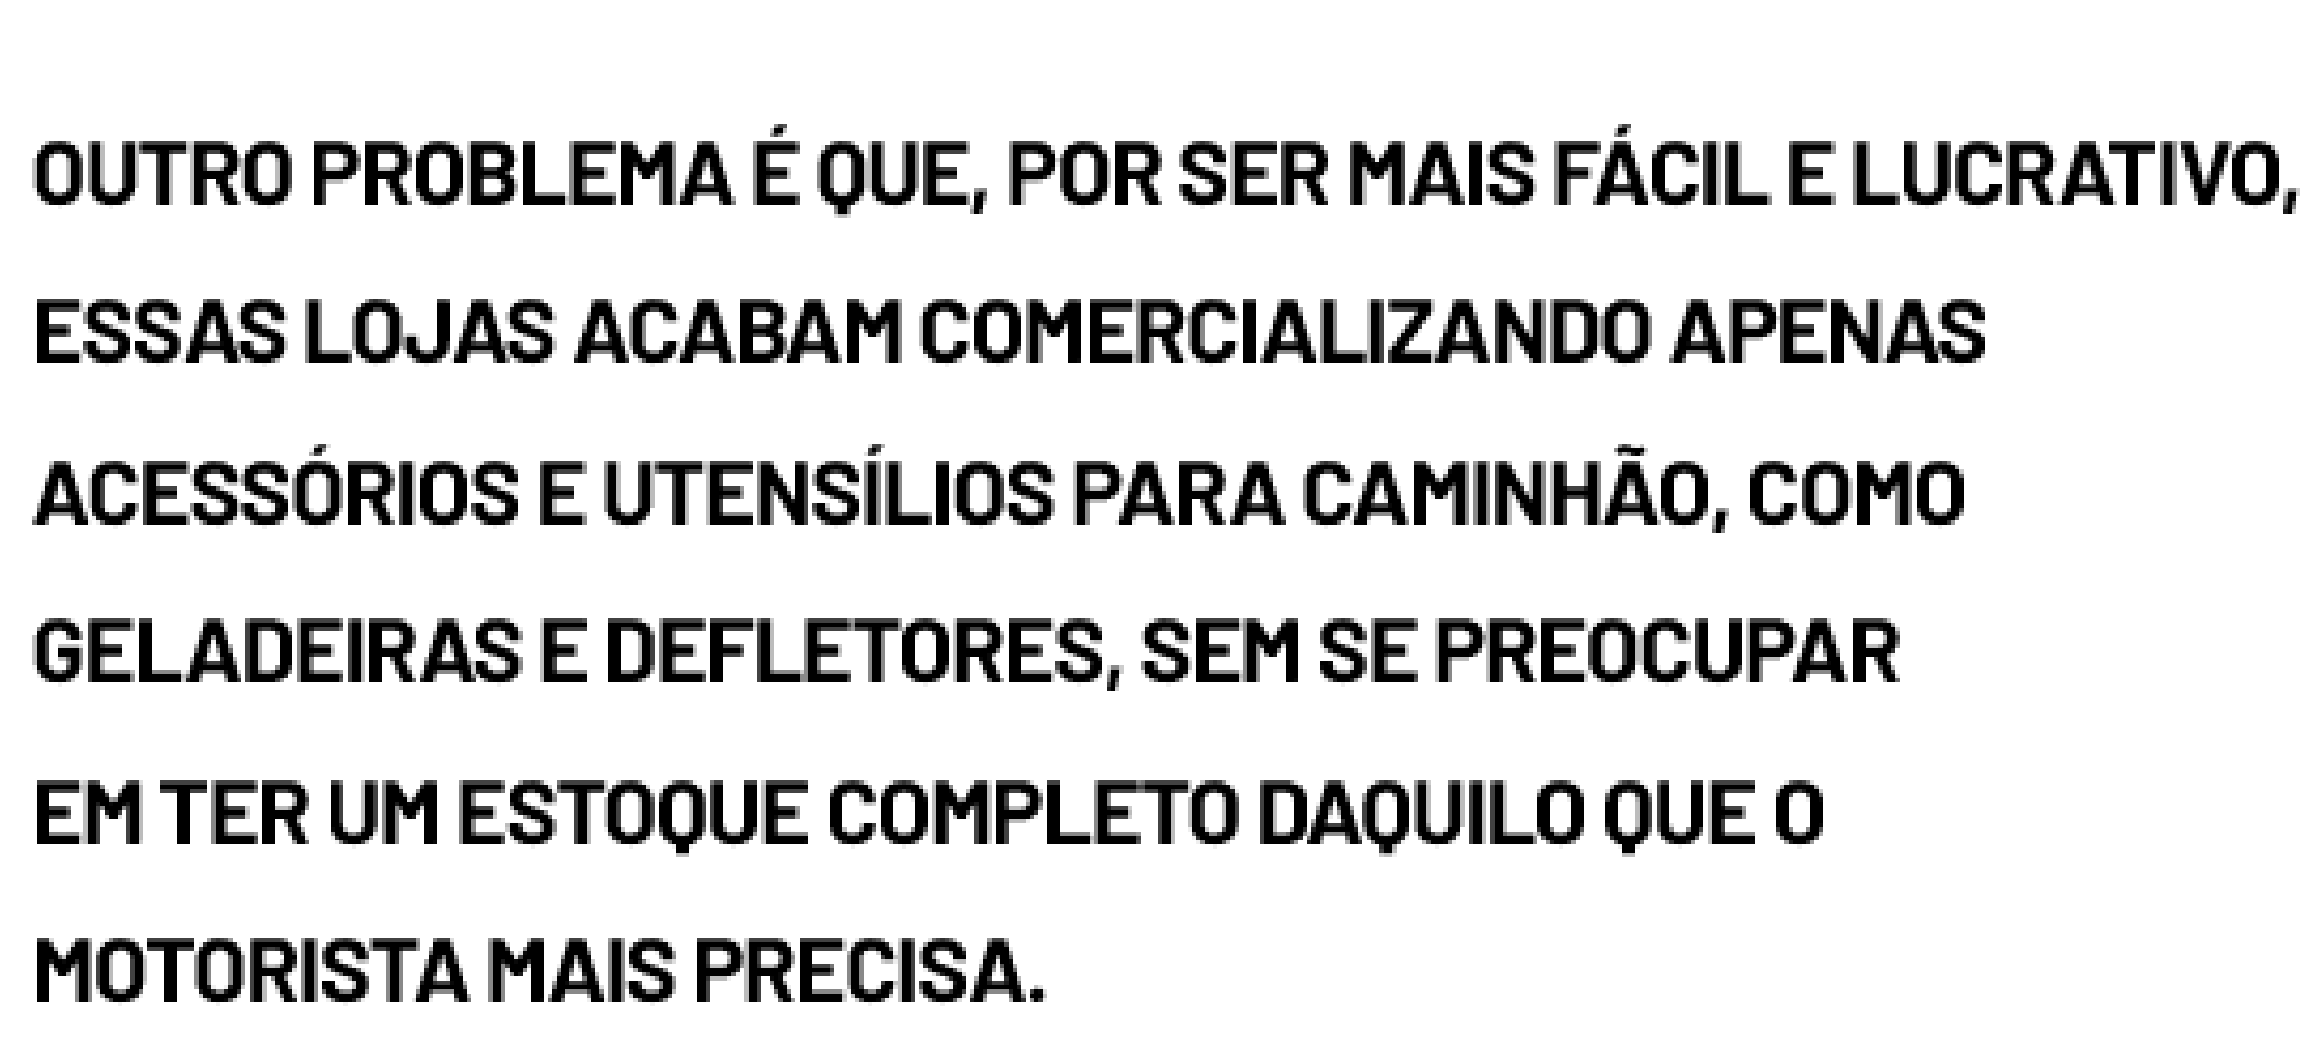 OUTRO PROBLEMA É QUE, POR SER MAIS FÁCIL E LUCRATIVO,
ESSAS LOJAS ACABAM COMERCIALIZANDO APENAS
ACESSÓRIOS E UTENSÍLIOS PARA CAMINHÃO, COMO
GELADEIRAS E DEFLETORES, SEM SE PREOCUPAR
EM TER UM ESTOQUE COMPLETO DAQUILO QUE O
MOTORISTA MAIS PRECISA.